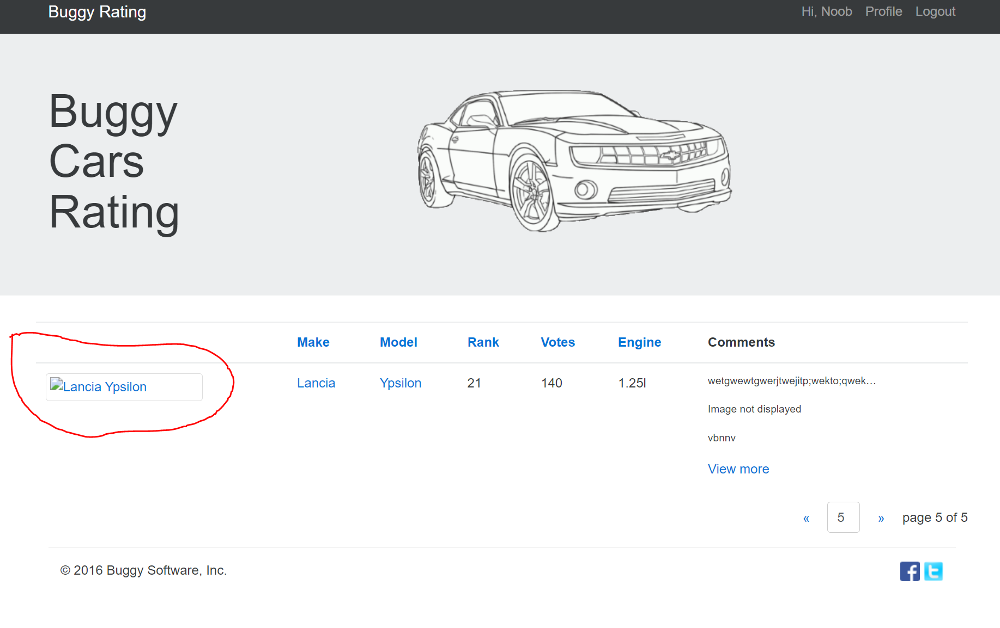 Buggy Rating
Hi, Noob Profile Logout
Buggy
Cars
Rating
Make Model Rank Votes Engine Comments
Lancia Ypsilon Lancia Ypsilon 21 140 1.25l wetgwewtgwerjtwejitp;wekto;qwek…
Image not displayed
vbnnv
View more
« 5 » page 5 of 5
© 2016 Buggy Software, Inc.